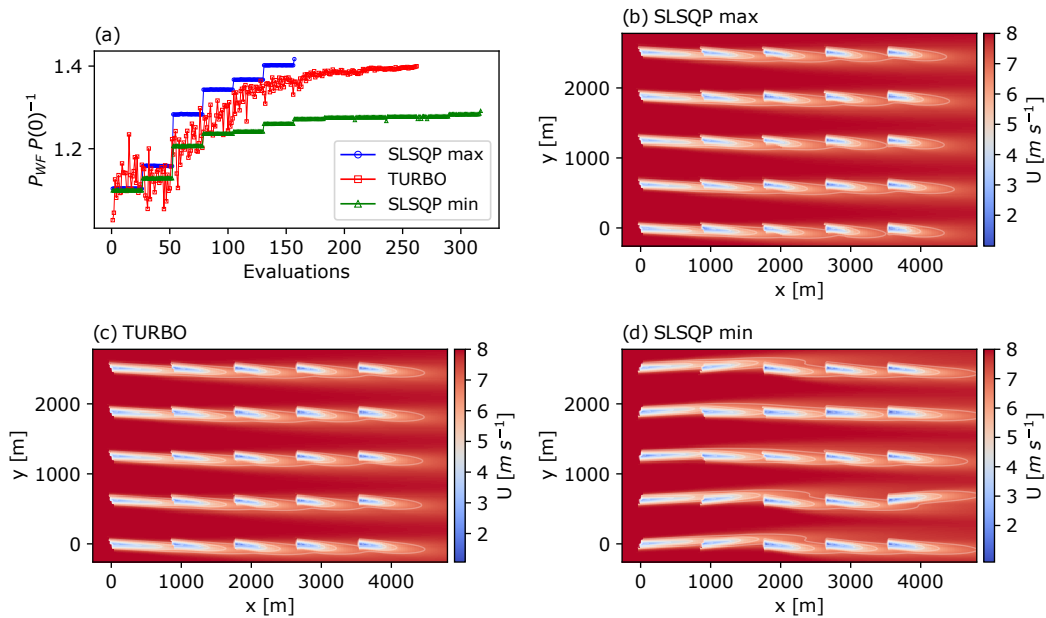 (a)
1.4
1.2
P_{WF} P(0)^{-1}
0 50 100 150 200 250 300
Evaluations
SLSQP max
TURBO
SLSQP min
(b) SLSQP max
2000
1000
0
y [m]
0 1000 2000 3000 4000
x [m]
8
7
6
5
4
3
2
U [m s^{-1}]
(c) TURBO
2000
1000
0
y [m]
0 1000 2000 3000 4000
x [m]
8
7
6
5
4
3
2
U [m s^{-1}]
(d) SLSQP min
2000
1000
0
y [m]
0 1000 2000 3000 4000
x [m]
8
7
6
5
4
3
2
U [m s^{-1}]